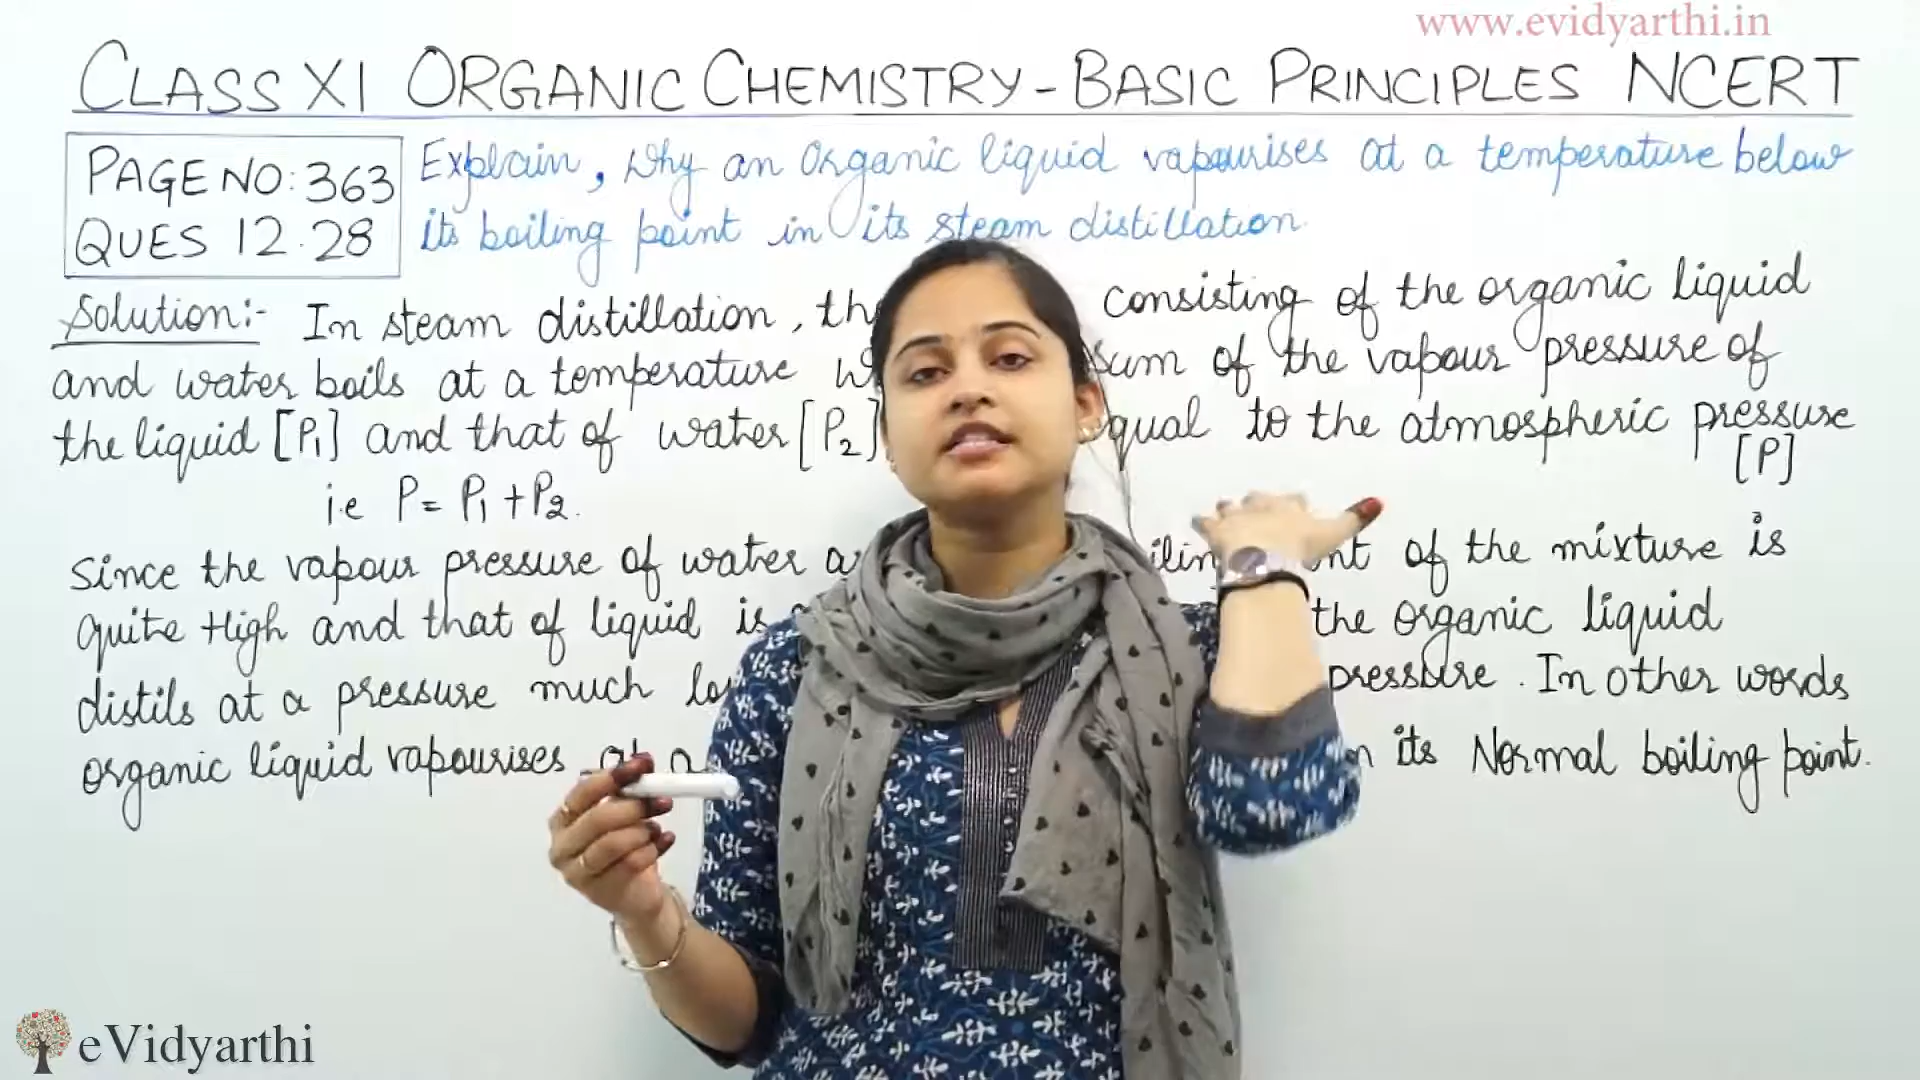 www.evidyarthi.in
CLASS XI ORGANIC CHEMISTRY - BASIC PRINCIPLES NCERT
PAGE NO: 363
QUES 12.28
Explain, Why an organic liquid vapourises at a temperature below
its boiling point in its steam distillation.
Solution:- In steam distillation, consisting of the organic liquid
and water boils at a temperature sum of the vapour pressure of
the liquid [P1] and that of water [P2] to the atmospheric pressure
[P]
i.e P = P1 + P2.
Since the vapour pressure of water of the mixture is
quite High and that of liquid is the organic liquid
distils at a pressure much pressure. In other words
organic liquid vapourises at a its Normal boiling point.
eVidyarthi